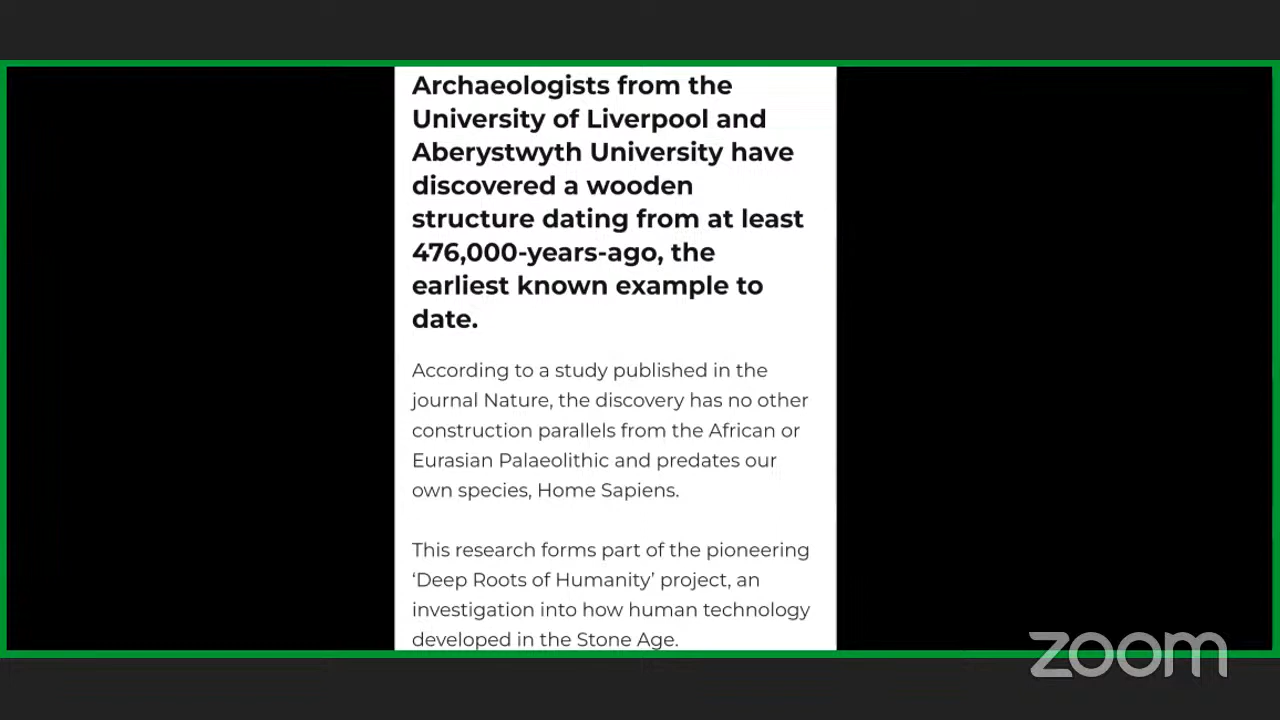 Archaeologists from the
University of Liverpool and
Aberystwyth University have
discovered a wooden
structure dating from at least
476,000-years-ago, the
earliest known example to
date.
According to a study published in the
journal Nature, the discovery has no other
construction parallels from the African or
Eurasian Palaeolithic and predates our
own species, Home Sapiens.
This research forms part of the pioneering
‘Deep Roots of Humanity’ project, an
investigation into how human technology
developed in the Stone Age.
zoom